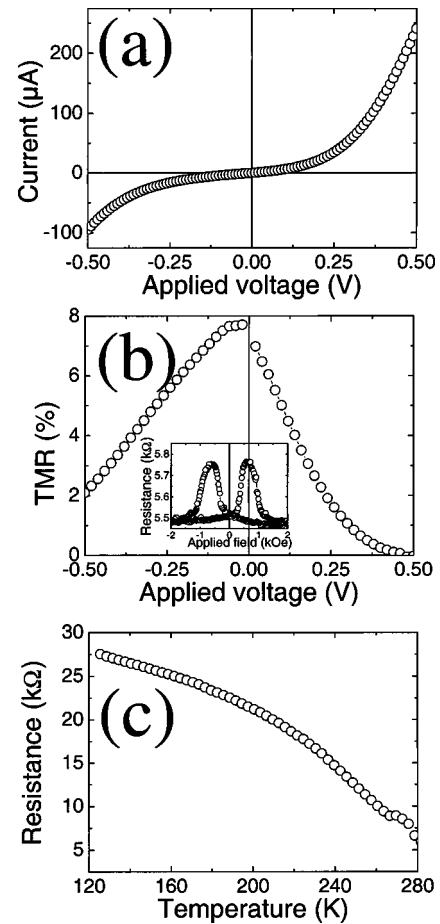 (a)
Current (µA)
200
100
0
-100
-0.50 -0.25 0.00 0.25 0.50
Applied voltage (V)
(b)
TMR (%)
8
6
4
2
0
Resistance (kΩ)
5.8
5.7
5.6
5.5
-2 -1 0 1 2
Applied field (kOe)
-0.50 -0.25 0.00 0.25 0.50
Applied voltage (V)
(c)
Resistance (kΩ)
30
25
20
15
10
5
120 160 200 240 280
Temperature (K)